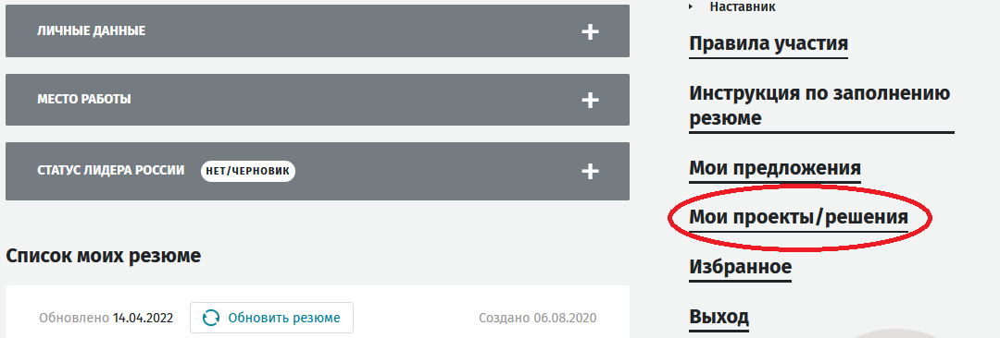 ЛИЧНЫЕ ДАННЫЕ
МЕСТО РАБОТЫ
СТАТУС ЛИДЕРА РОССИИ НЕТ/ЧЕРНОВИК
Список моих резюме
Обновлено 14.04.2022 Обновить резюме Создано 06.08.2020
Наставник
Правила участия
Инструкция по заполнению
резюме
Мои предложения
Мои проекты/решения
Избранное
Выход